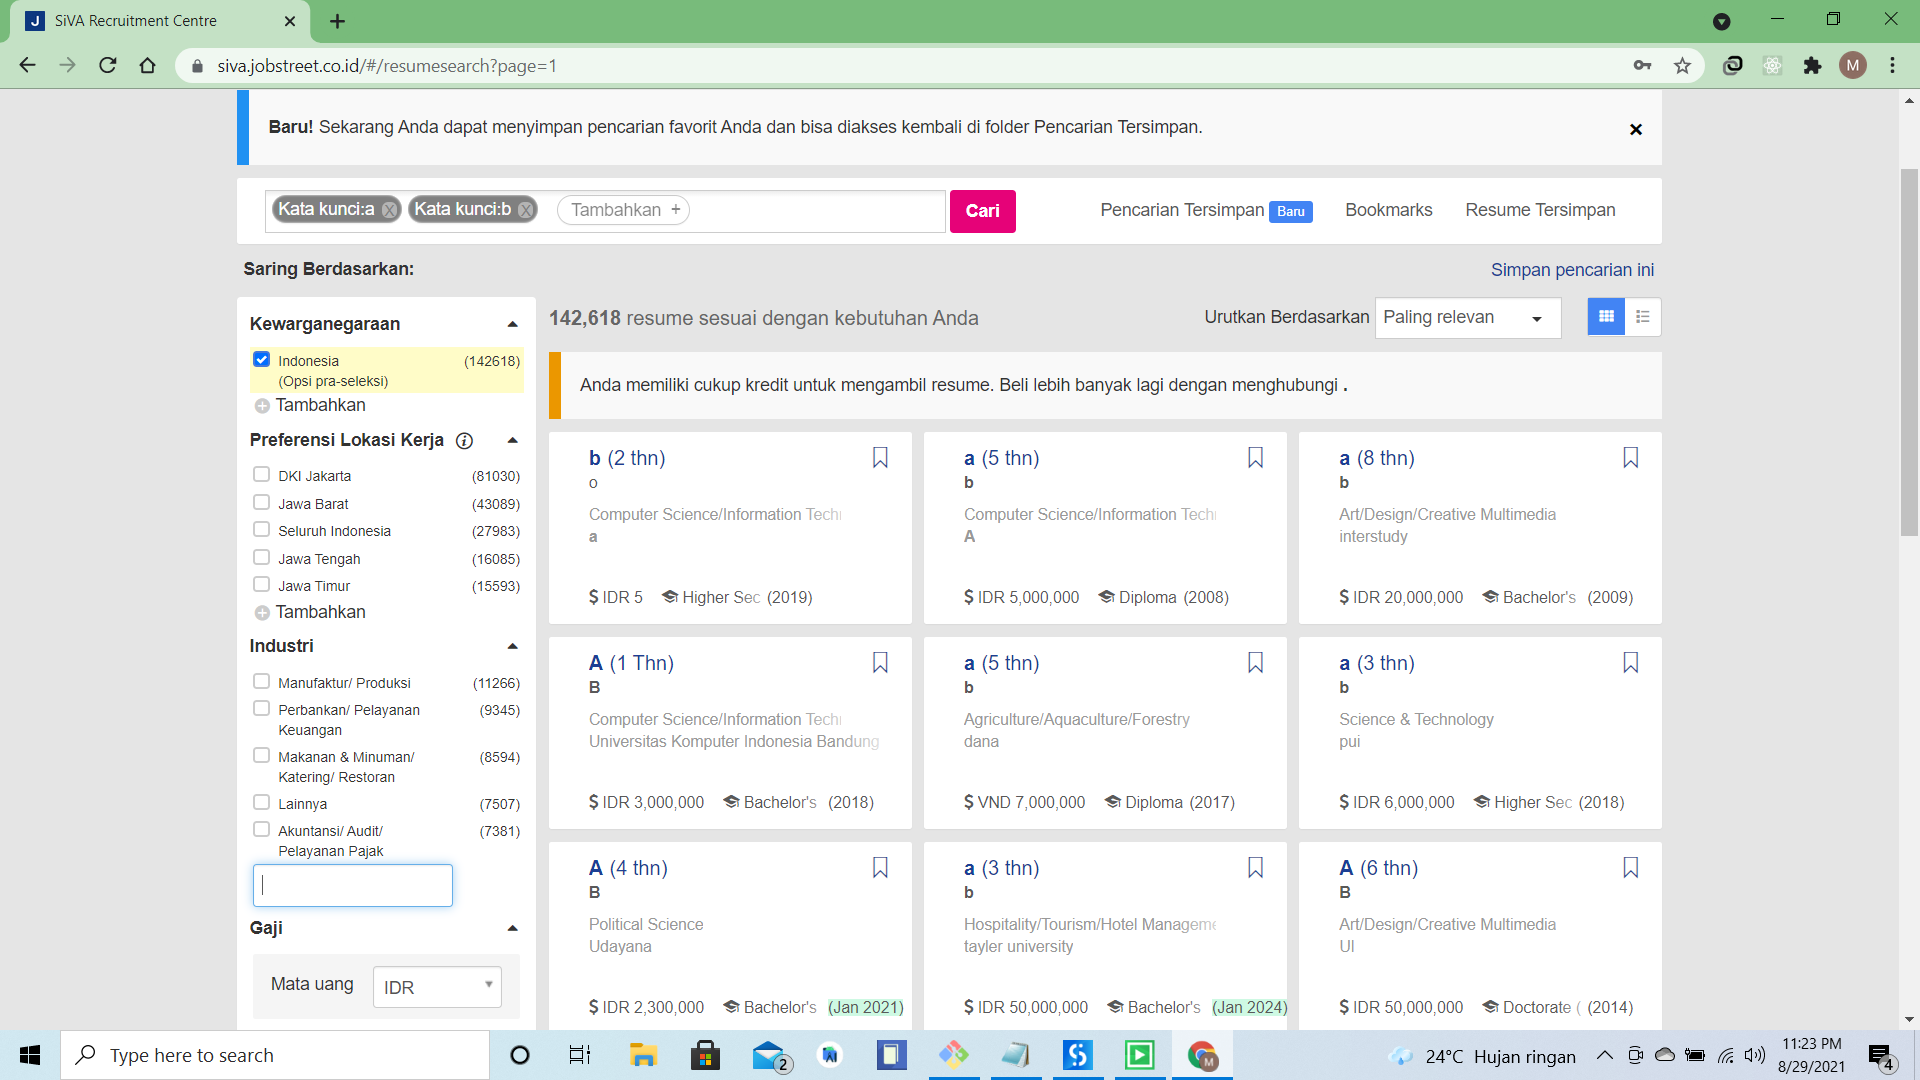 SiVA Recruitment Centre
siva.jobstreet.co.id/#/resumesearch?page=1
M
Baru! Sekarang Anda dapat menyimpan pencarian favorit Anda dan bisa diakses kembali di folder Pencarian Tersimpan.
Kata kunci:a x Kata kunci:b x Tambahkan + Cari
Pencarian Tersimpan Baru Bookmarks Resume Tersimpan
Saring Berdasarkan:
Simpan pencarian ini
Kewarganegaraan
Indonesia (142618)
(Opsi pra-seleksi)
Tambahkan
Preferensi Lokasi Kerja i
DKI Jakarta (81030)
Jawa Barat (43089)
Seluruh Indonesia (27983)
Jawa Tengah (16085)
Jawa Timur (15593)
Tambahkan
Industri
Manufaktur/ Produksi (11266)
Perbankan/ Pelayanan (9345)
Keuangan
Makanan & Minuman/ (8594)
Katering/ Restoran
Lainnya (7507)
Akuntansi/ Audit/ (7381)
Pelayanan Pajak
Gaji
Mata uang IDR
142,618 resume sesuai dengan kebutuhan Anda
Urutkan Berdasarkan Paling relevan
Anda memiliki cukup kredit untuk mengambil resume. Beli lebih banyak lagi dengan menghubungi .
b (2 thn)
o
Computer Science/Information Tech
a
$ IDR 5 Higher Sec (2019)
a (5 thn)
b
Computer Science/Information Tech
A
$ IDR 5,000,000 Diploma (2008)
a (8 thn)
b
Art/Design/Creative Multimedia
interstudy
$ IDR 20,000,000 Bachelor's (2009)
A (1 Thn)
B
Computer Science/Information Tech
Universitas Komputer Indonesia Bandung
$ IDR 3,000,000 Bachelor's (2018)
a (5 thn)
b
Agriculture/Aquaculture/Forestry
dana
$ VND 7,000,000 Diploma (2017)
a (3 thn)
b
Science & Technology
pui
$ IDR 6,000,000 Higher Sec (2018)
A (4 thn)
B
Political Science
Udayana
$ IDR 2,300,000 Bachelor's (Jan 2021)
a (3 thn)
b
Hospitality/Tourism/Hotel Manageme
tayler university
$ IDR 50,000,000 Bachelor's (Jan 2024)
A (6 thn)
B
Art/Design/Creative Multimedia
UI
$ IDR 50,000,000 Doctorate ( (2014)
Type here to search
2
M
24°C Hujan ringan
11:23 PM
8/29/2021
4